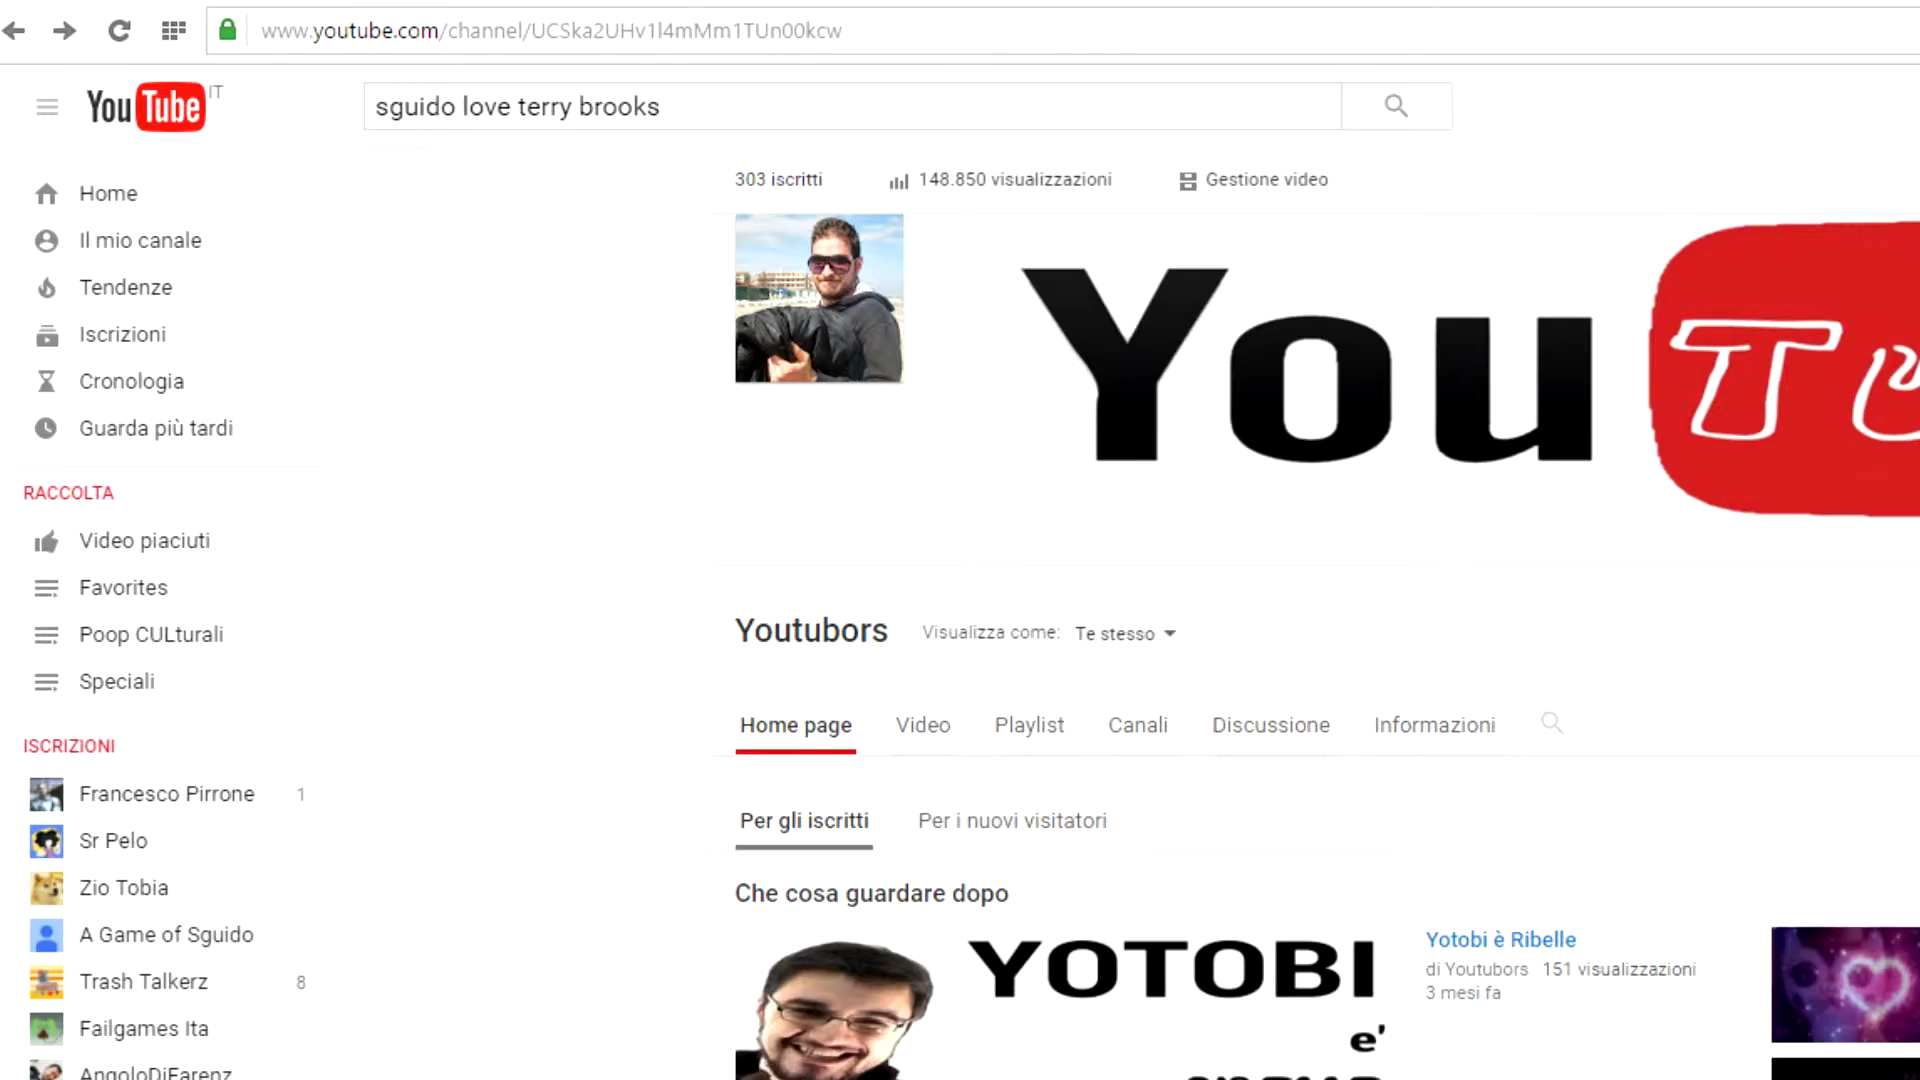 www.youtube.com/channel/UCSka2UHv1l4mMm1TUn00kcw
YouTube IT
sguido love terry brooks
303 iscritti
148.850 visualizzazioni
Gestione video
Home
Il mio canale
Tendenze
Iscrizioni
Cronologia
Guarda più tardi
RACCOLTA
Video piaciuti
Favorites
Poop CULturali
Speciali
ISCRIZIONI
Francesco Pirrone 1
Sr Pelo
Zio Tobia
A Game of Sguido
Trash Talkerz 8
Failgames Ita
AngoloDiFarenz
You
Youtubors
Visualizza come: Te stesso
Home page Video Playlist Canali Discussione Informazioni
Per gli iscritti Per i nuovi visitatori
Che cosa guardare dopo
YOTOBI
e'
Yotobi è Ribelle
di Youtubors 151 visualizzazioni
3 mesi fa